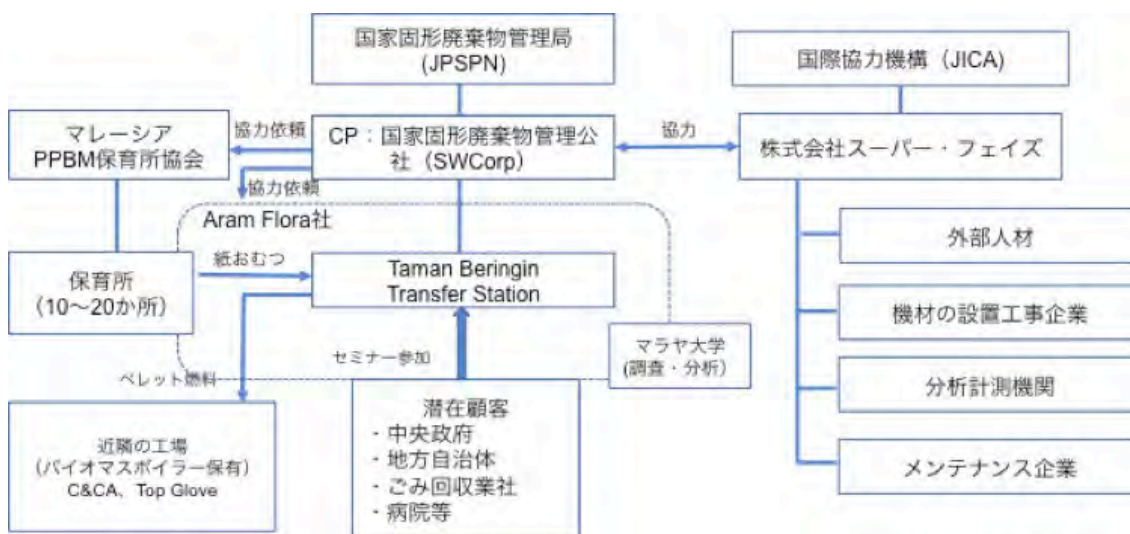 国家固形廃棄物管理局
(JPSPN)
国際協力機構（JICA)
マレーシア
PPBM保育所協会
協力依頼
CP：国家固形廃棄物管理公
社（SWCorp）
協力
株式会社スーパー・フェイズ
協力依頼
Aram Flora社
外部人材
保育所
（10～20か所）
紙おむつ
Taman Beringin
Transfer Station
機材の設置工事企業
マラヤ大学
(調査・分析）
セミナー参加
ペレット燃料
分析計測機関
近隣の工場
（バイオマスボイラー保有）
C&CA、Top Glove
潜在顧客
・中央政府
・地方自治体
・ごみ回収業社
・病院等
メンテナンス企業